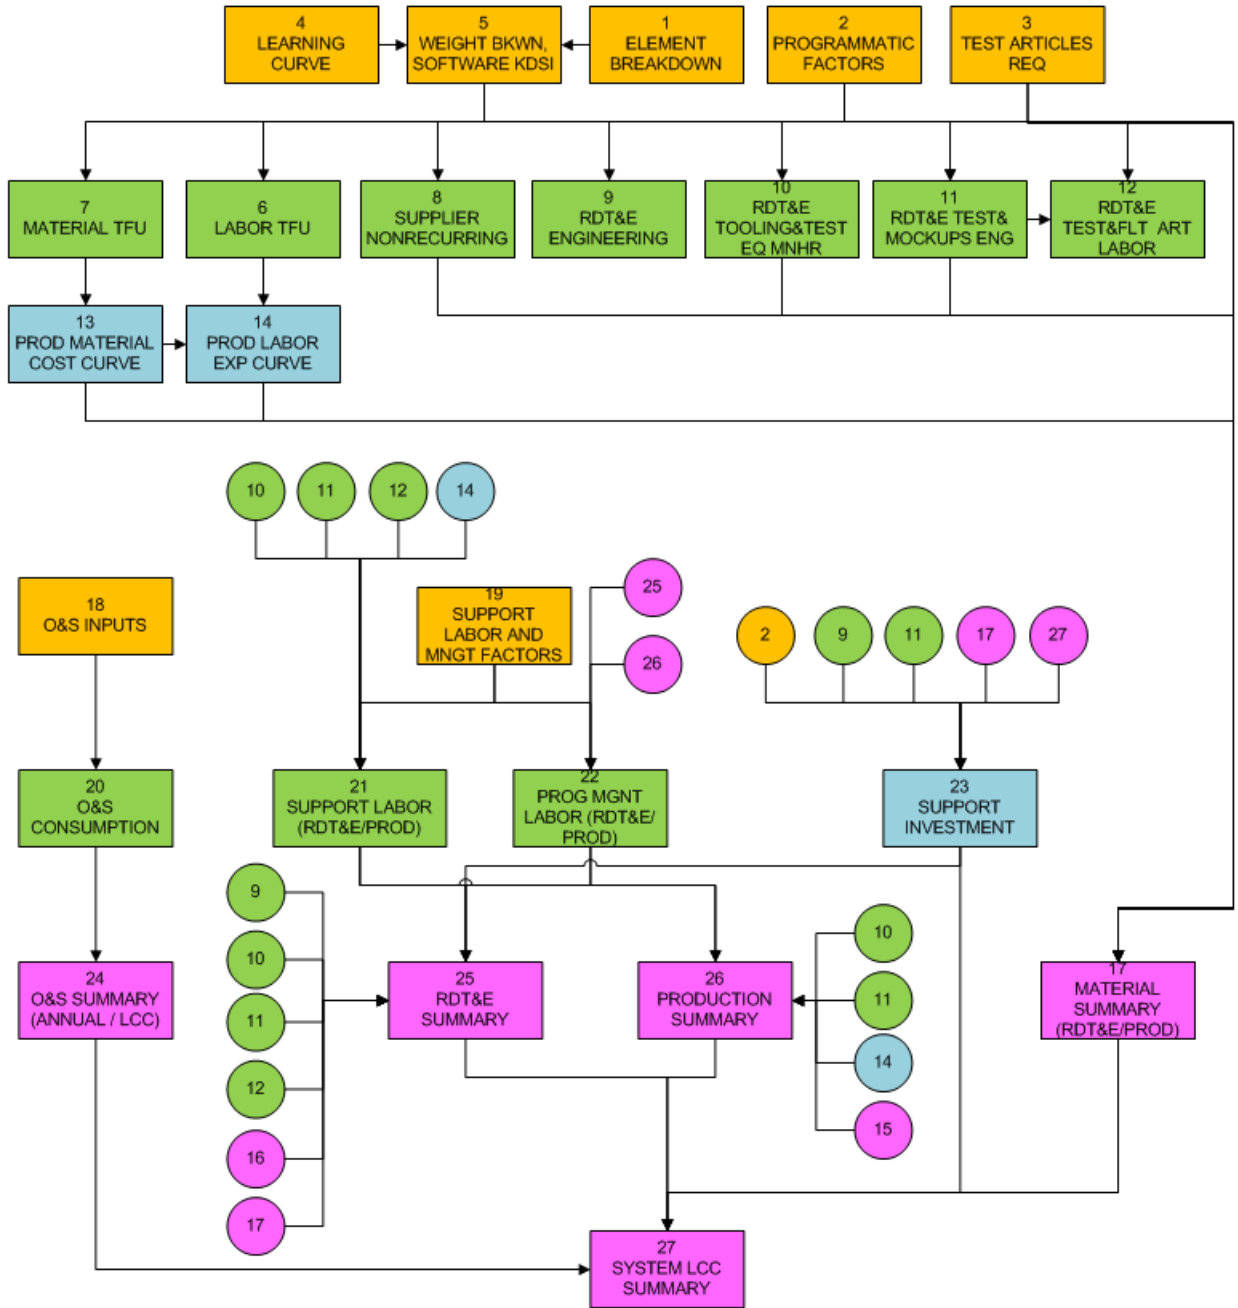 4
LEARNING
CURVE
5
WEIGHT BKWN,
SOFTWARE KDSI
1
ELEMENT
BREAKDOWN
2
PROGRAMMATIC
FACTORS
3
TEST ARTICLES
REQ
7
MATERIAL TFU
6
LABOR TFU
8
SUPPLIER
NONRECURRING
9
RDT&E
ENGINEERING
10
RDT&E
TOOLING&TEST
EQ MNHR
11
RDT&E TEST&
MOCKUPS ENG
12
RDT&E
TEST&FLT ART
LABOR
13
PROD MATERIAL
COST CURVE
14
PROD LABOR
EXP CURVE
10
11
12
14
18
O&S INPUTS
19
SUPPORT
LABOR AND
MNGT FACTORS
25
26
2
9
11
17
27
20
O&S
CONSUMPTION
21
SUPPORT LABOR
(RDT&E/PROD)
22
PROG MGNT
LABOR (RDT&E/
PROD)
23
SUPPORT
INVESTMENT
9
10
11
12
16
17
24
O&S SUMMARY
(ANNUAL / LCC)
25
RDT&E
SUMMARY
26
PRODUCTION
SUMMARY
10
11
14
15
17
MATERIAL
SUMMARY
(RDT&E/PROD)
27
SYSTEM LCC
SUMMARY